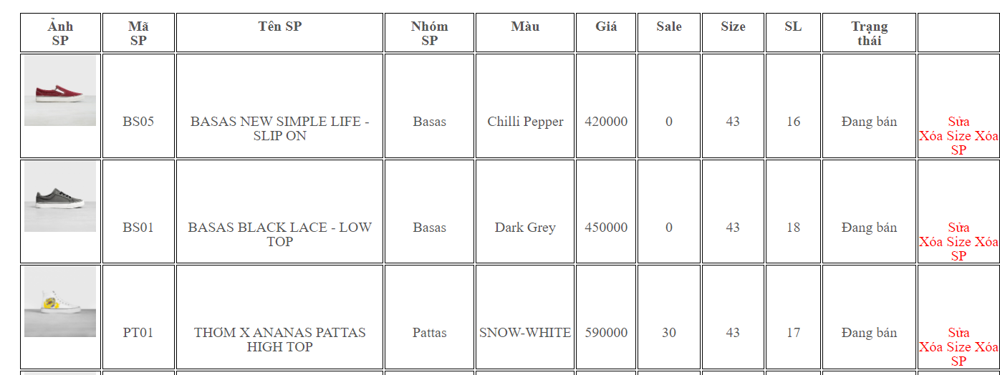 Ảnh SP Mã SP Tên SP Nhóm SP Màu Giá Sale Size SL Trạng thái
BS05 BASAS NEW SIMPLE LIFE - SLIP ON Basas Chilli Pepper 420000 0 43 16 Đang bán Sửa Xóa Size Xóa SP
BS01 BASAS BLACK LACE - LOW TOP Basas Dark Grey 450000 0 43 18 Đang bán Sửa Xóa Size Xóa SP
PT01 THƠM X ANANAS PATTAS HIGH TOP Pattas SNOW-WHITE 590000 30 43 17 Đang bán Sửa Xóa Size Xóa SP